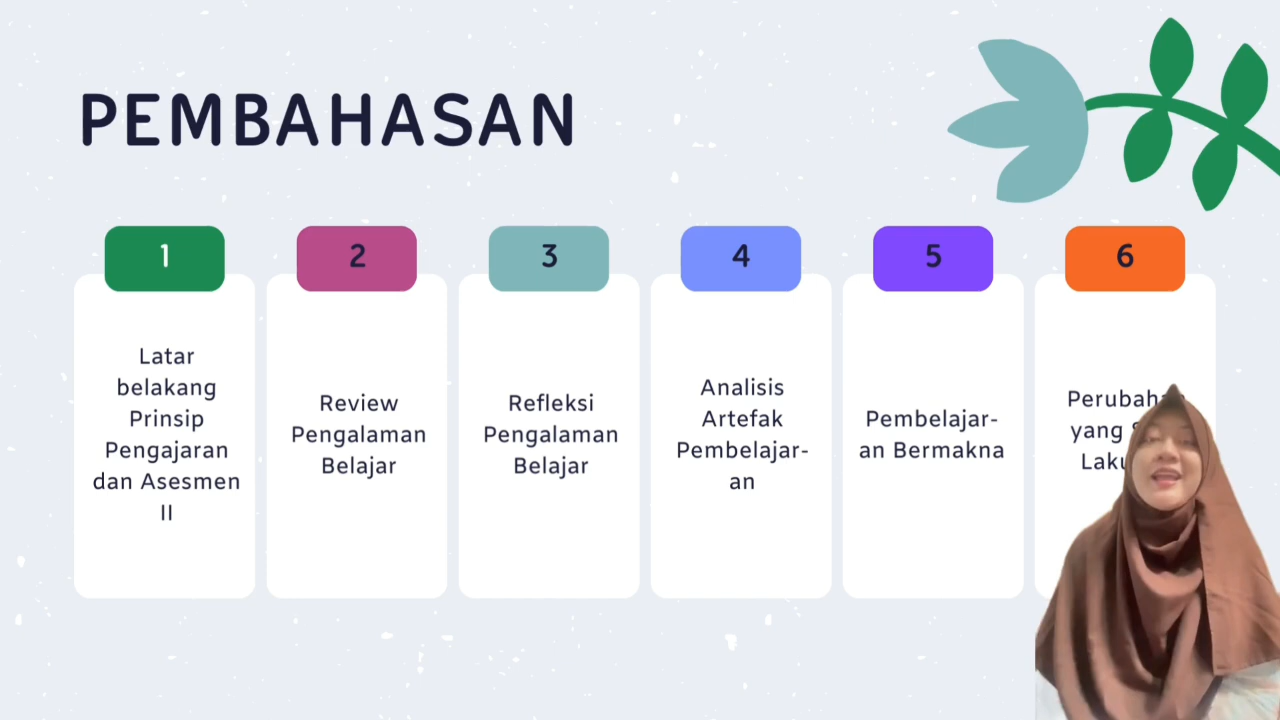 PEMBAHASAN
1
Latar
belakang
Prinsip
Pengajaran
dan Asesmen
II
2
Review
Pengalaman
Belajar
3
Refleksi
Pengalaman
Belajar
4
Analisis
Artefak
Pembelajar-
an
5
Pembelajar-
an Bermakna
6
yang